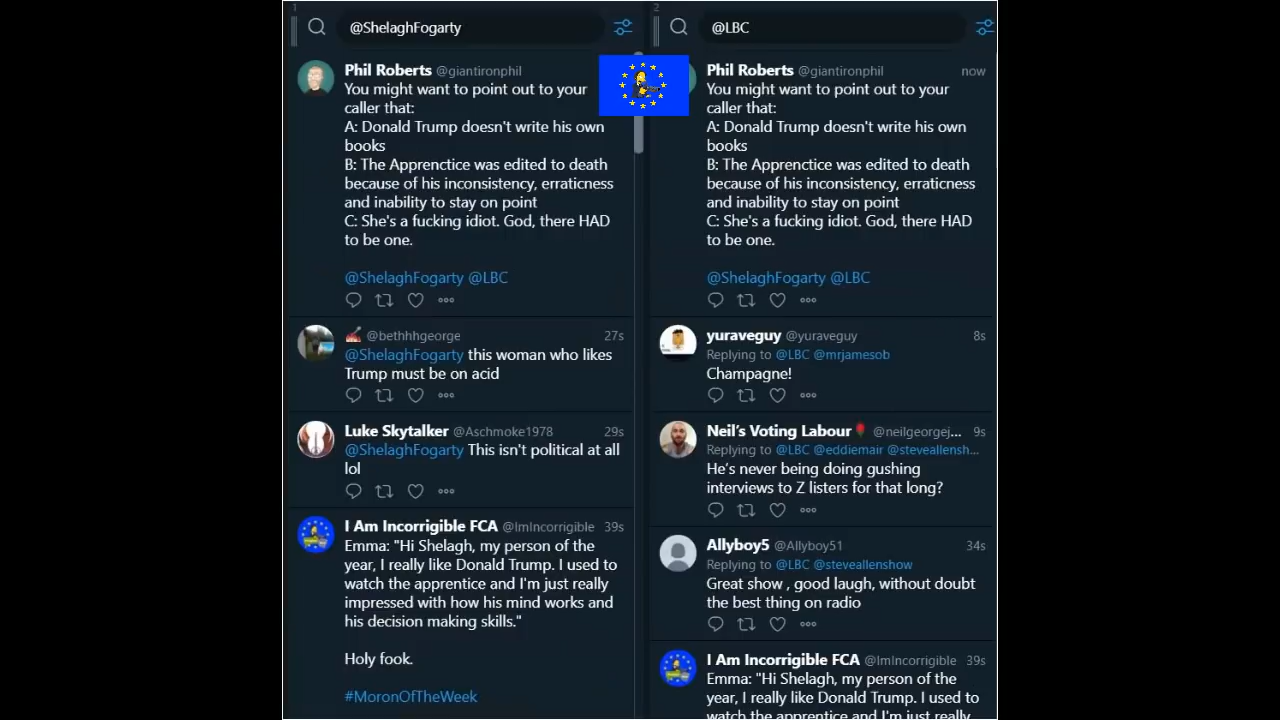 1
@ShelaghFogarty
Phil Roberts @giantironphil
You might want to point out to your
caller that:
A: Donald Trump doesn't write his own
books
B: The Apprenctice was edited to death
because of his inconsistency, erraticness
and inability to stay on point
C: She's a fucking idiot. God, there HAD
to be one.
@ShelaghFogarty @LBC
@bethhhgeorge 27s
@ShelaghFogarty this woman who likes
Trump must be on acid
Luke Skytalker @Aschmoke1978 29s
@ShelaghFogarty This isn't political at all
lol
I Am Incorrigible FCA @ImIncorrigible 39s
Emma: "Hi Shelagh, my person of the
year, I really like Donald Trump. I used to
watch the apprentice and I'm just really
impressed with how his mind works and
his decision making skills."
Holy fook.
#MoronOfTheWeek
2
@LBC
Phil Roberts @giantironphil now
You might want to point out to your
caller that:
A: Donald Trump doesn't write his own
books
B: The Apprenctice was edited to death
because of his inconsistency, erraticness
and inability to stay on point
C: She's a fucking idiot. God, there HAD
to be one.
@ShelaghFogarty @LBC
yuraveguy @yuraveguy 8s
Replying to @LBC @mrjamesob
Champagne!
Neil's Voting Labour @neilgeorgej... 9s
Replying to @LBC @eddiemair @steveallensh...
He's never being doing gushing
interviews to Z listers for that long?
Allyboy5 @Allyboy51 34s
Replying to @LBC @steveallenshow
Great show , good laugh, without doubt
the best thing on radio
I Am Incorrigible FCA @ImIncorrigible 39s
Emma: "Hi Shelagh, my person of the
year, I really like Donald Trump. I used to
watch the apprentice and I'm just really